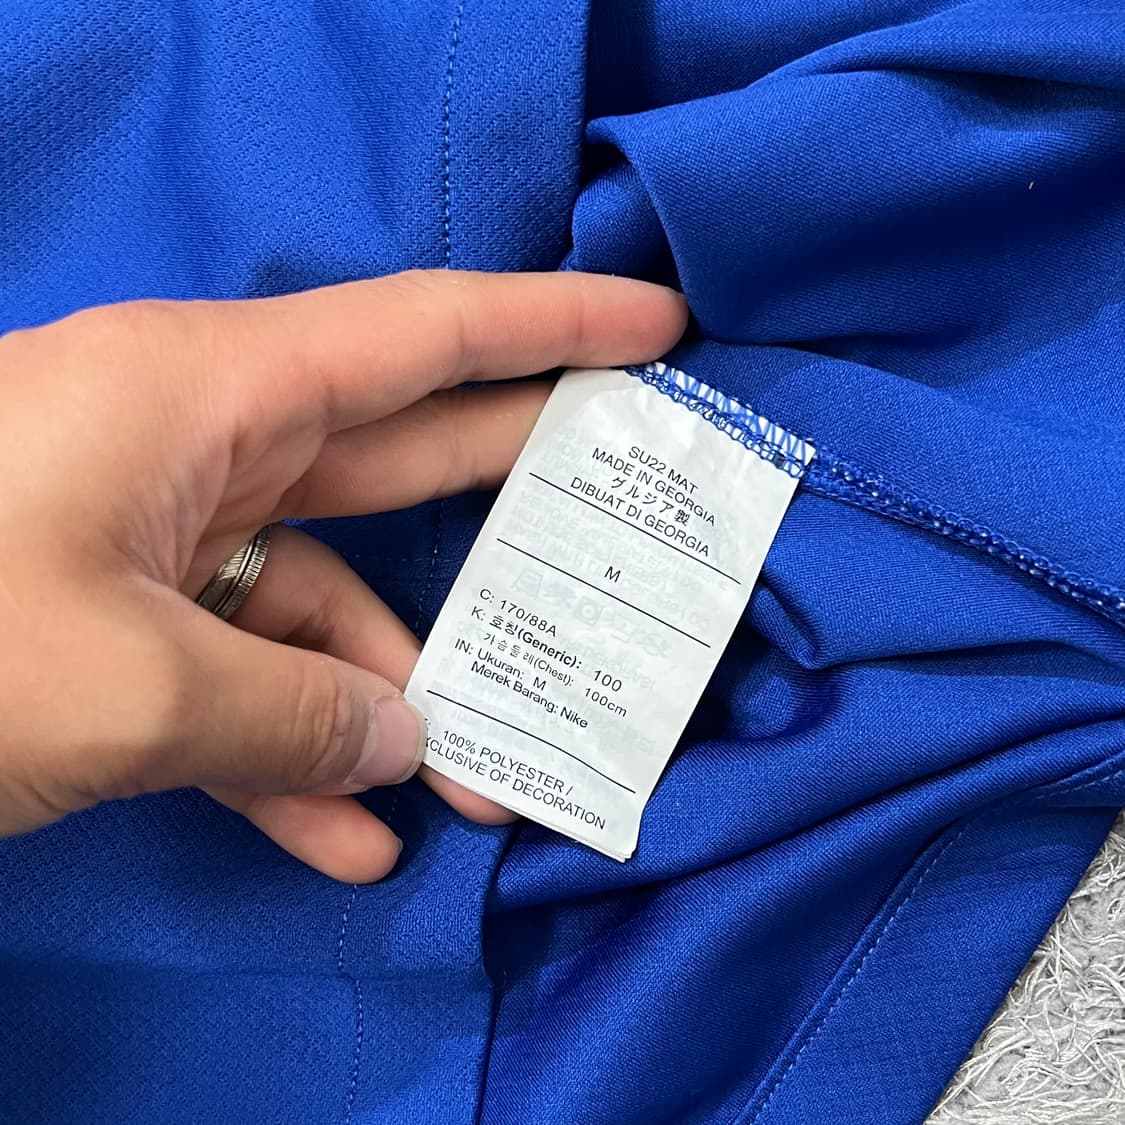 SU22 MAT
MADE IN GEORGIA
グルジア製
DIBUAT DI GEORGIA
M
C: 170/88A
K: 호칭(Generic): 100
가슴둘레(Chest): 100cm
IN: Ukuran: M
Merek Barang: Nike
100% POLYESTER /
XCLUSIVE OF DECORATION